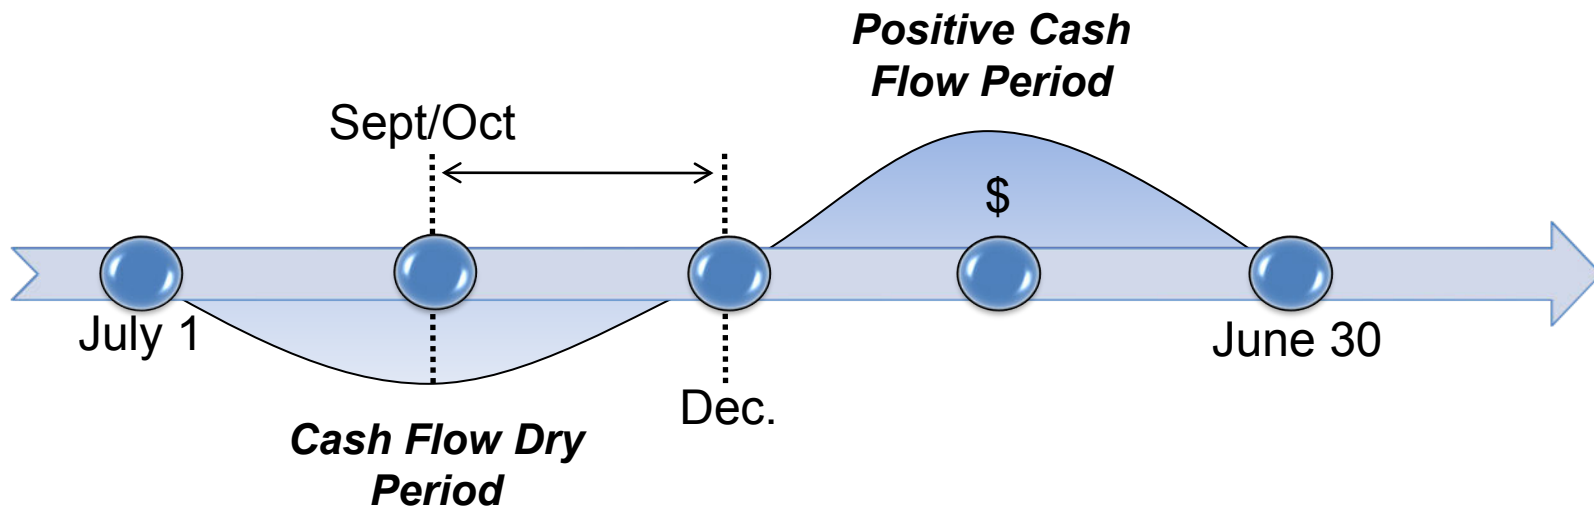 Positive Cash
Flow Period
Sept/Oct
$
July 1
June 30
Dec.
Cash Flow Dry
Period